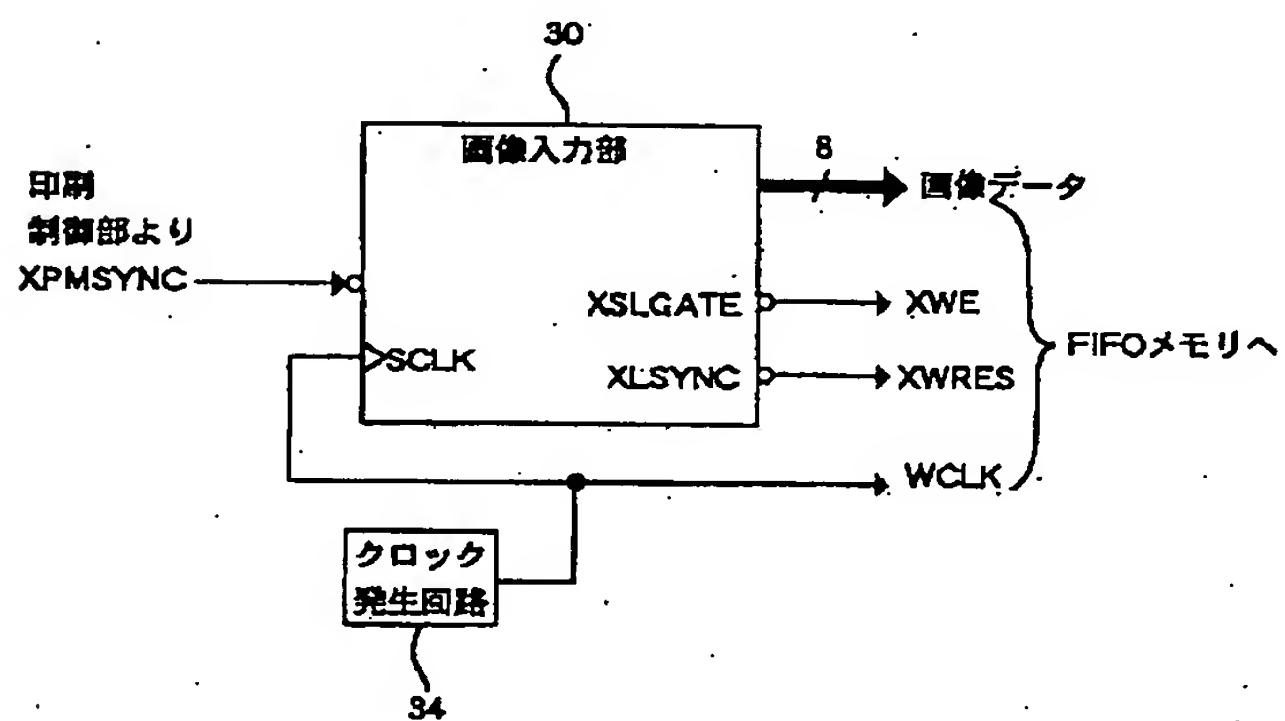 30
画像入力部
8
画像データ
印刷
制御部より
XPMSYNC
XSLGATE
XWE
FIFOメモリへ
SCLK
XLSYNC
XWRES
WCLK
クロック
発生回路
34